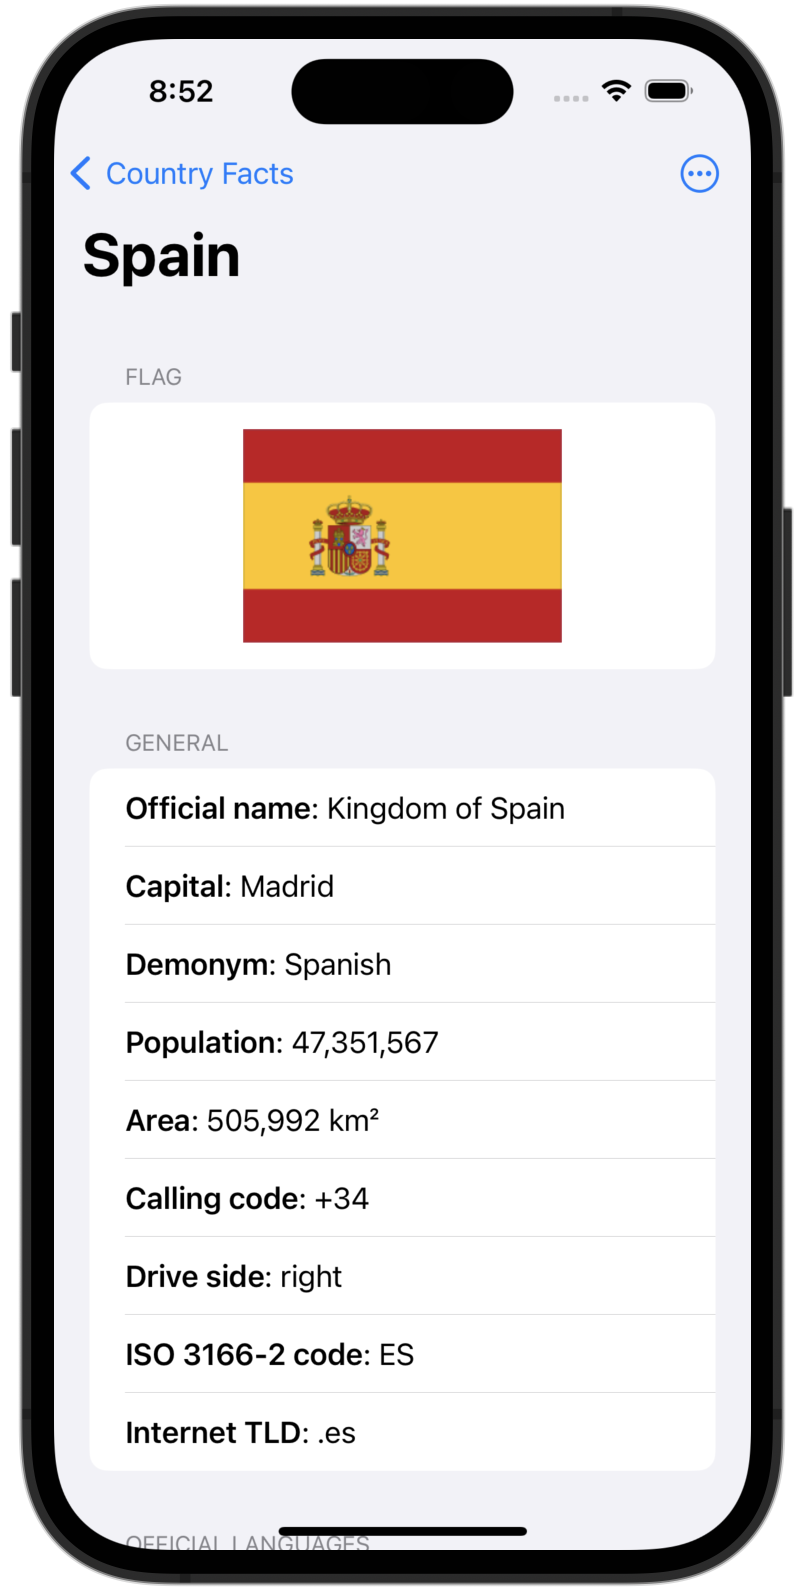 8:52
Country Facts
Spain
FLAG
GENERAL
Official name: Kingdom of Spain
Capital: Madrid
Demonym: Spanish
Population: 47,351,567
Area: 505,992 km²
Calling code: +34
Drive side: right
ISO 3166-2 code: ES
Internet TLD: .es
OFFICIAL LANGUAGES